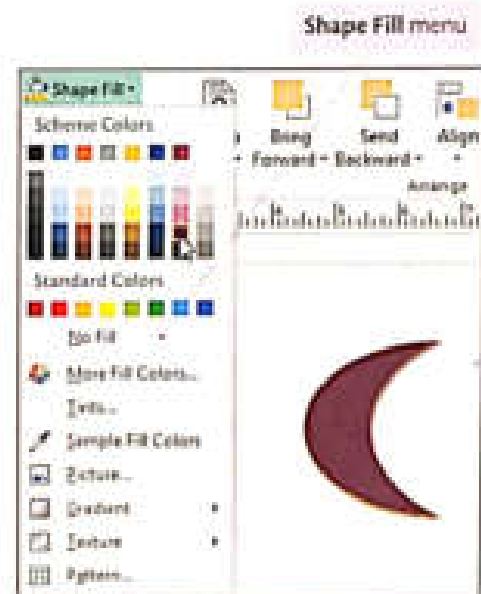 Shape Fill menu
Shape Fill
Scheme Colors
Bring Forward
Send Backward
Align
Arrange
Standard Colors
No Fill
More Fill Colors...
Tints...
Sample Fill Colors
Picture...
Gradient
Texture
Pattern...